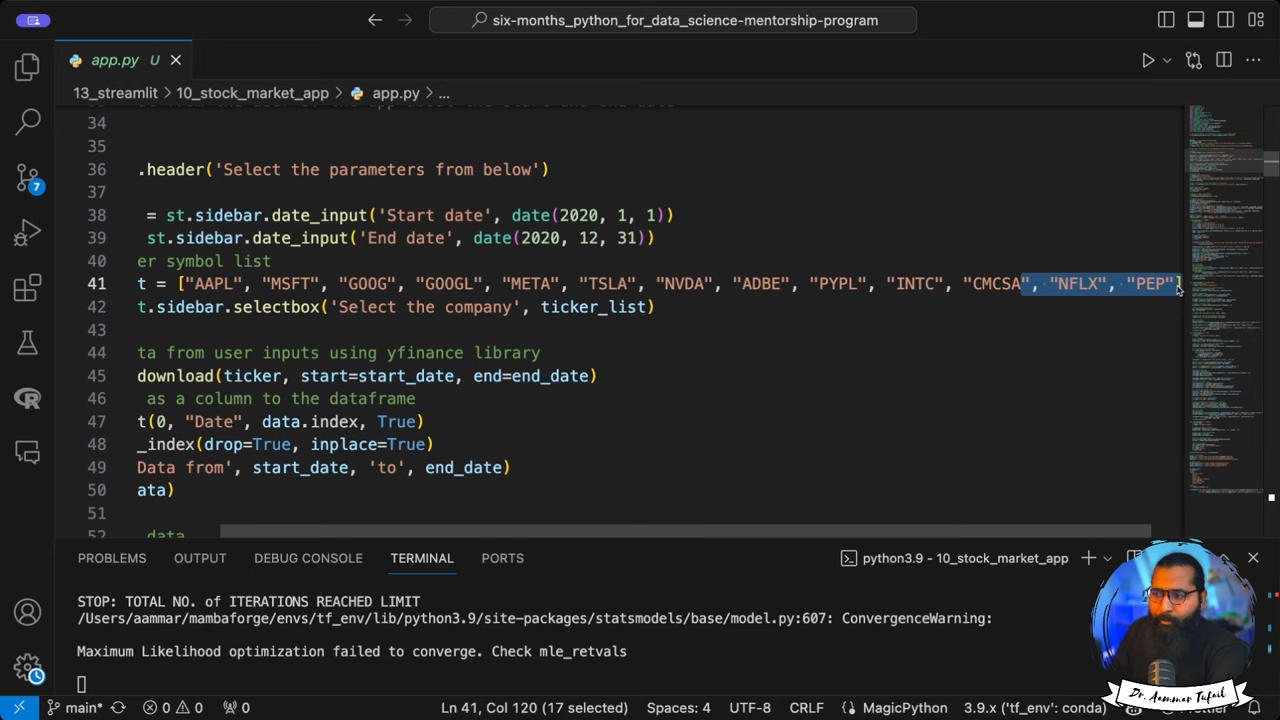 six-months_python_for_data_science-mentorship-program
app.py U
13_streamlit > 10_stock_market_app > app.py > ...
34
35
36 .header('Select the parameters from below')
37
38 = st.sidebar.date_input('Start date', date(2020, 1, 1))
39 st.sidebar.date_input('End date', date(2020, 12, 31))
40 er symbol list
41 t = ["AAPL", "MSFT", "GOOG", "GOOGL", "TSLA", "NVDA", "ADBE", "PYPL", "INTC", "CMCSA", "NFLX", "PEP"]
42 t.sidebar.selectbox('Select the company', ticker_list)
43
44 ta from user inputs using yfinance library
45 download(ticker, start=start_date, end=end_date)
46 as a column to the dataframe
47 t(0, "Date", data.index, True)
48 _index(drop=True, inplace=True)
49 Data from', start_date, 'to', end_date)
50 ata)
51
52 data
PROBLEMS OUTPUT DEBUG CONSOLE TERMINAL PORTS python3.9 - 10_stock_market_app
STOP: TOTAL NO. of ITERATIONS REACHED LIMIT
/Users/aammar/mambaforge/envs/tf_env/lib/python3.9/site-packages/statsmodels/base/model.py:607: ConvergenceWarning:
Maximum Likelihood optimization failed to converge. Check mle_retvals
Dr. Aammar Tufail
main* 0 0 0 Col 120 (17 selected) Spaces: 4 UTF-8 CRLF MagicPython 3.9.x ('tf_env': conda) Prettier
7